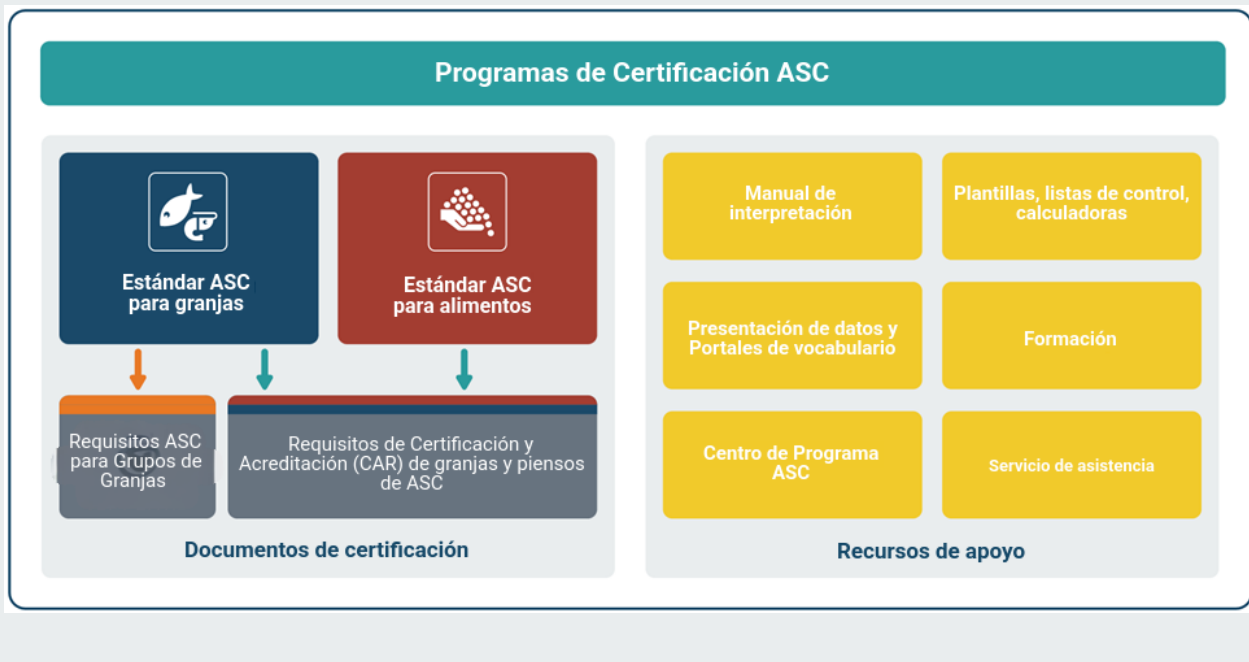 Programas de Certificación ASC
Estándar ASC
para granjas
Estándar ASC
para alimentos
Requisitos ASC
para Grupos de
Granjas
Requisitos de Certificación y
Acreditación (CAR) de granjas y piensos
de ASC
Documentos de certificación
Manual de
interpretación
Plantillas, listas de control,
calculadoras
Presentación de datos y
Portales de vocabulario
Formación
Centro de Programa
ASC
Servicio de asistencia
Recursos de apoyo